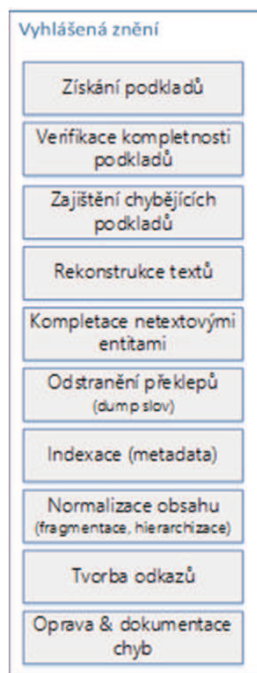 Vyhlášená znění
Získání podkladů
Verifikace kompletnosti
podkladů
Zajištění chybějících
podkladů
Rekonstrukce textů
Kompletace netextovými
entitami
Odstranění překlepů
(dump slov)
Indexace (metadata)
Normalizace obsahu
(fragmentace, hierarchizace)
Tvorba odkazů
Oprava & dokumentace
chyb